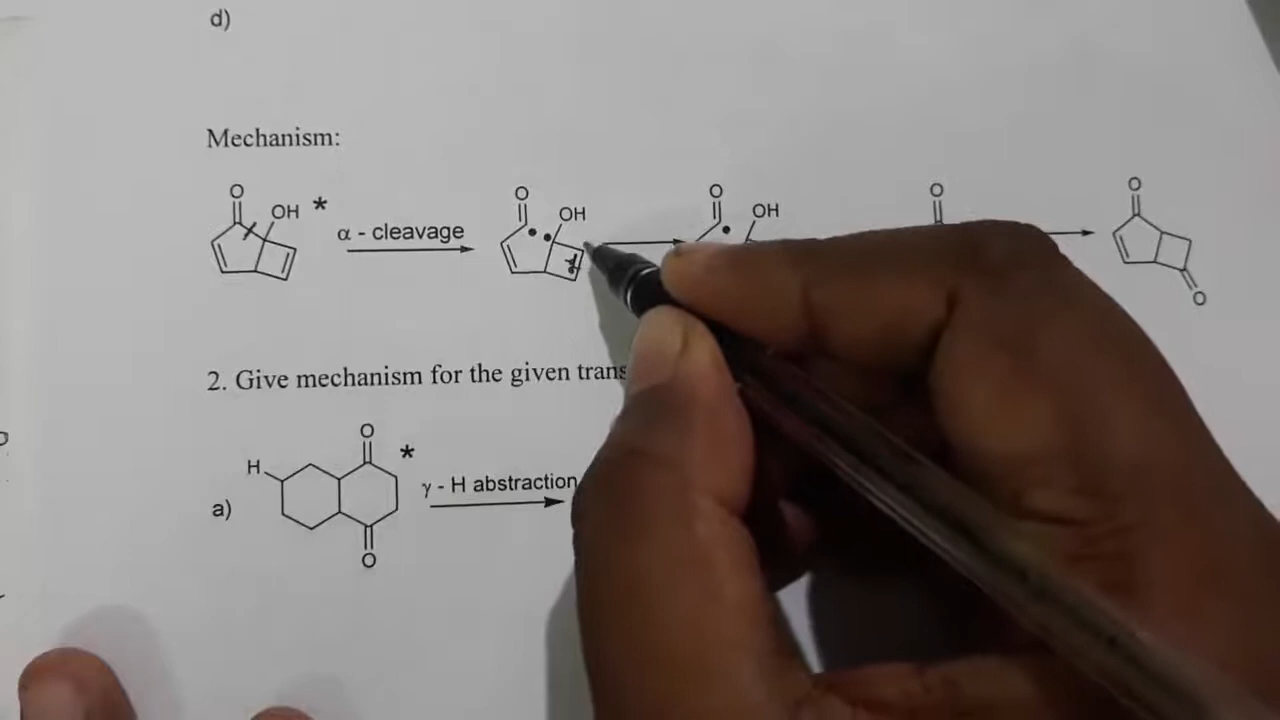 d)
Mechanism:
O OH * α - cleavage O OH O OH O O O
2. Give mechanism for the given trans
H O O * γ - H abstraction
a)